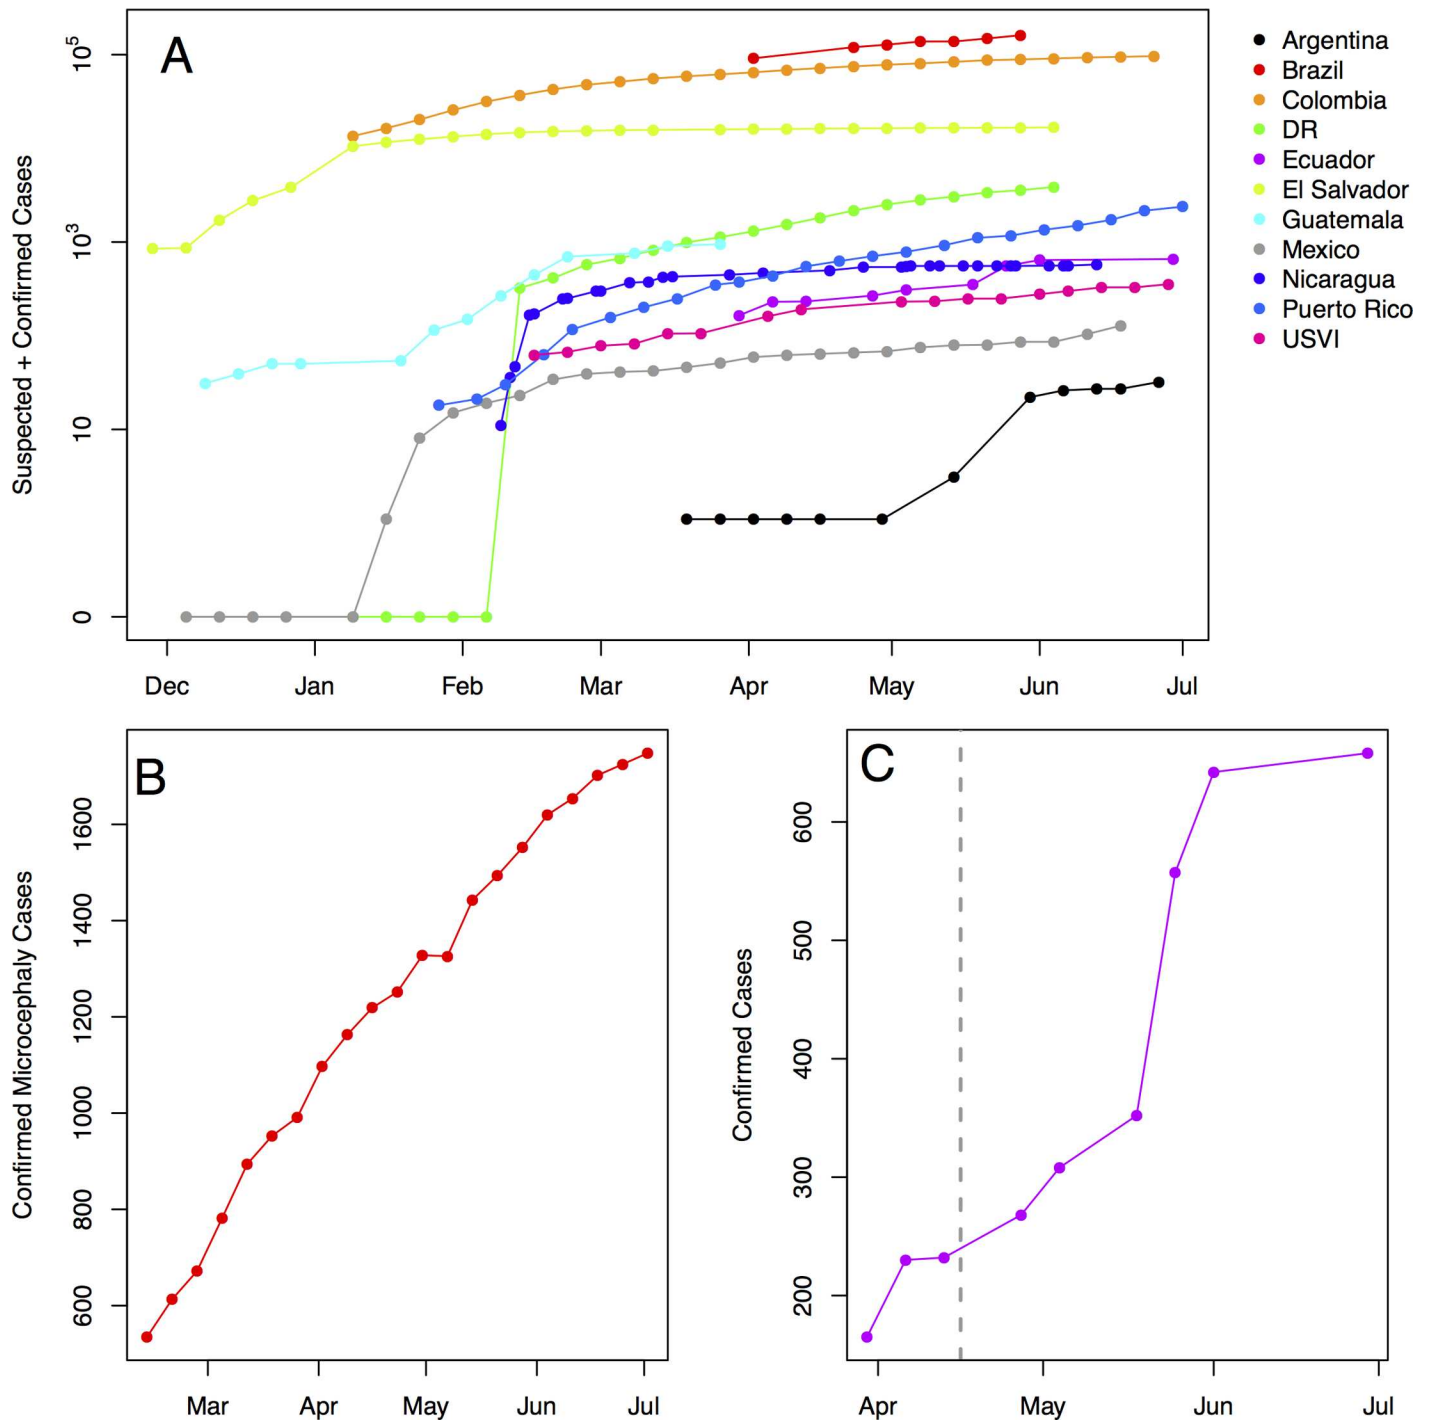 A
Suspected + Confirmed Cases
10^5
10^3
10
0
Dec Jan Feb Mar Apr May Jun Jul
Argentina
Brazil
Colombia
DR
Ecuador
El Salvador
Guatemala
Mexico
Nicaragua
Puerto Rico
USVI
B
Confirmed Microcephaly Cases
1600
1400
1200
1000
800
600
Mar Apr May Jun Jul
C
Confirmed Cases
600
500
400
300
200
Apr May Jun Jul